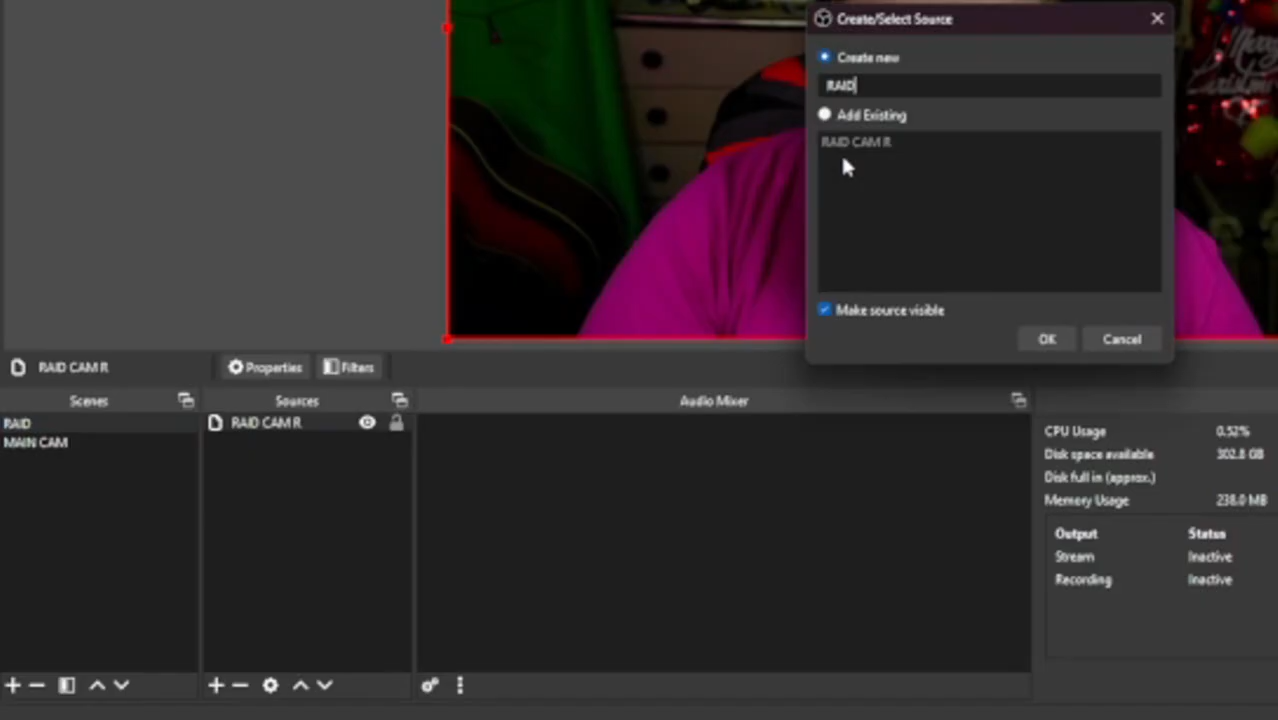 Create/Select Source
Create new
RAID
Add Existing
RAID CAM R
Merry
Christmas
Make source visible
OK
Cancel
RAID CAM R
Properties
Filters
Scenes
Sources
Audio Mixer
RAID
RAID CAM R
MAIN CAM
CPU Usage 0.52%
Disk space available 302.8 GB
Disk full in (approx.)
Memory Usage 238.0 MB
Output Status
Stream Inactive
Recording Inactive